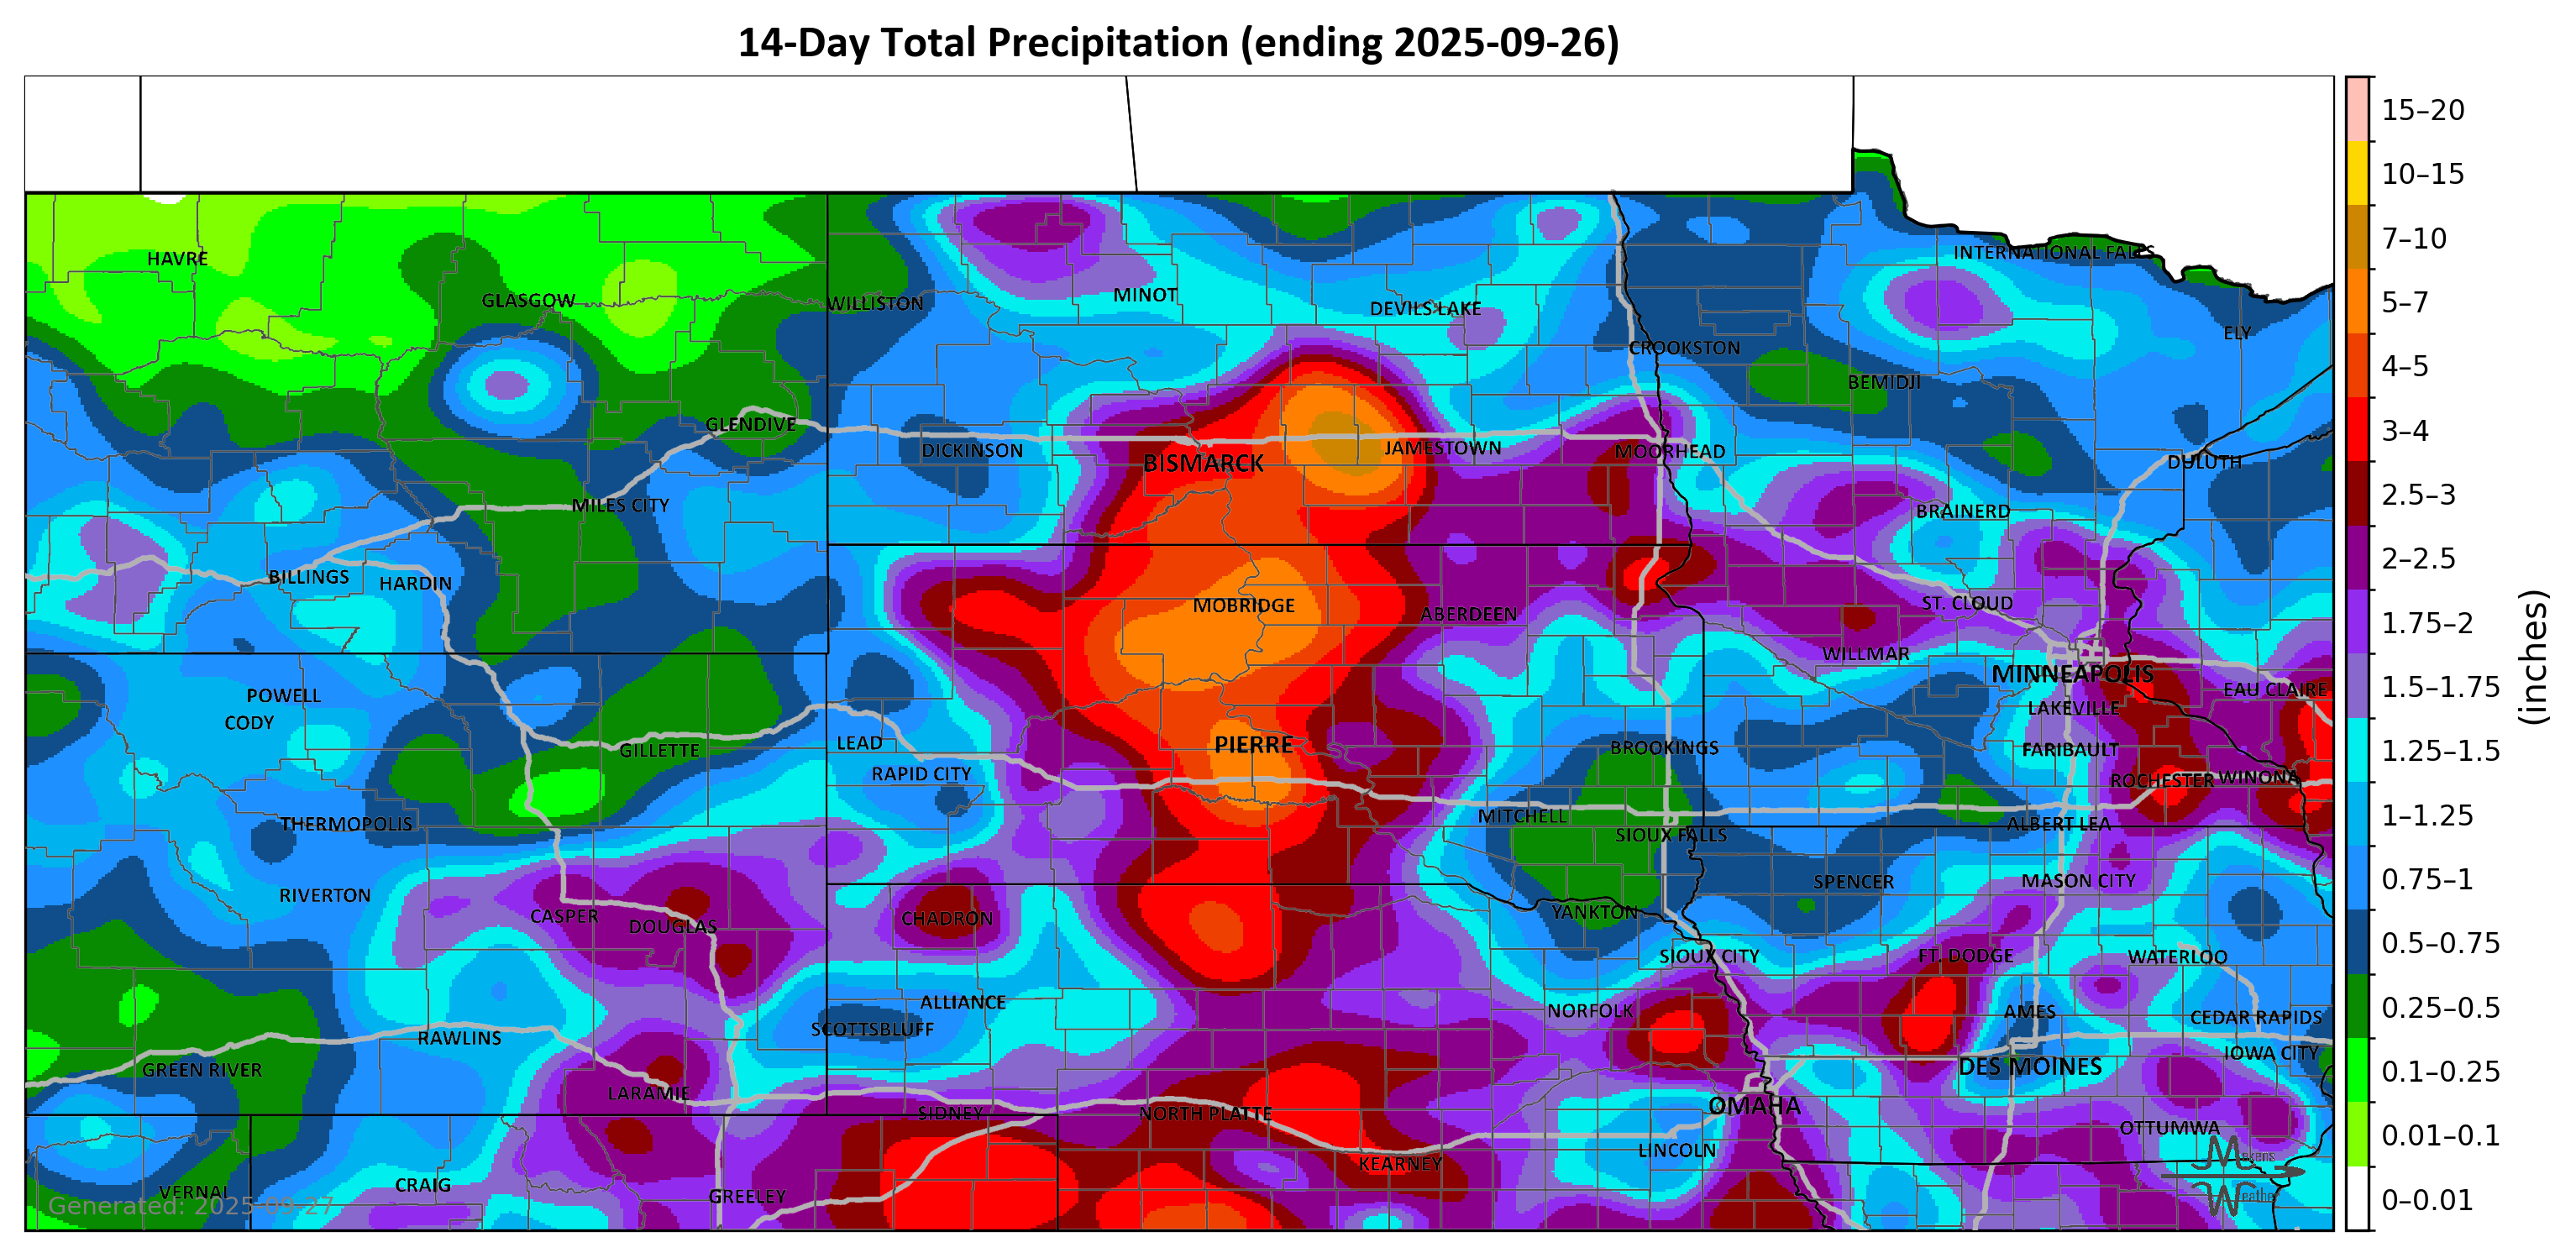 14-Day Total Precipitation (ending 2025-09-26)
HAVRE
GLASGOW
WILLISTON
MINOT
DEVILS LAKE
INTERNATIONAL FALLS
ELY
CROOKSTON
BEMIDJI
GLENDIVE
DICKINSON
BISMARCK
JAMESTOWN
MOORHEAD
DULUTH
MILES CITY
BRAINERD
BILLINGS
HARDIN
MOBRIDGE
ABERDEEN
ST. CLOUD
WILLMAR
MINNEAPOLIS
EAU CLAIRE
POWELL
CODY
LAKEVILLE
GILLETTE
LEAD
PIERRE
BROOKINGS
FARIBAULT
RAPID CITY
ROCHESTER
WINONA
THERMOPOLIS
MITCHELL
SIOUX FALLS
ALBERT LEA
RIVERTON
SPENCER
MASON CITY
CASPER
DOUGLAS
CHADRON
YANKTON
SIOUX CITY
FT. DODGE
WATERLOO
ALLIANCE
NORFOLK
AMES
CEDAR RAPIDS
SCOTTSBLUFF
RAWLINS
IOWA CITY
GREEN RIVER
DES MOINES
LARAMIE
SIDNEY
NORTH PLATTE
OMAHA
OTTUMWA
LINCOLN
KEARNEY
VERNAL
CRAIG
GREELEY
Generated: 2025-09-27
Makens
Weather
15–20
10–15
7–10
5–7
4–5
3–4
2.5–3
2–2.5
1.75–2
1.5–1.75
1.25–1.5
1–1.25
0.75–1
0.5–0.75
0.25–0.5
0.1–0.25
0.01–0.1
0–0.01
(inches)